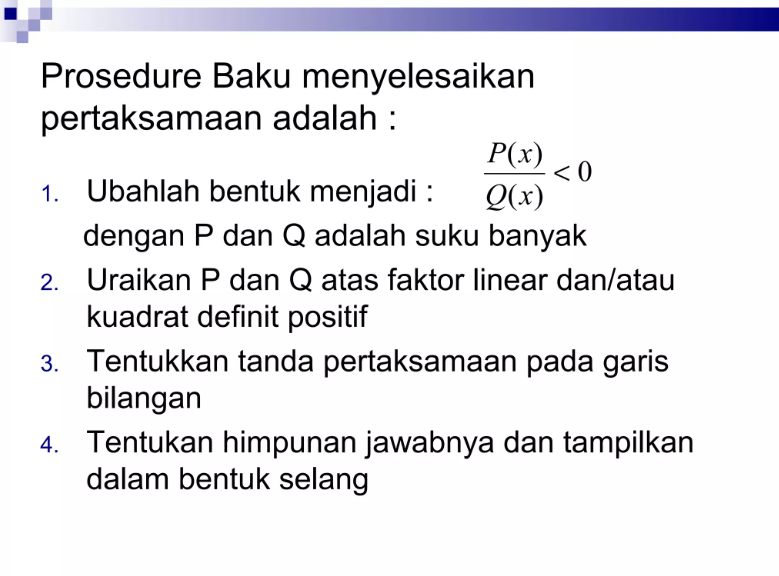 Prosedure Baku menyelesaikan
pertaksamaan adalah :
1. Ubahlah bentuk menjadi : P(x)/Q(x) < 0
dengan P dan Q adalah suku banyak
2. Uraikan P dan Q atas faktor linear dan/atau
kuadrat definit positif
3. Tentukkan tanda pertaksamaan pada garis
bilangan
4. Tentukan himpunan jawabnya dan tampilkan
dalam bentuk selang